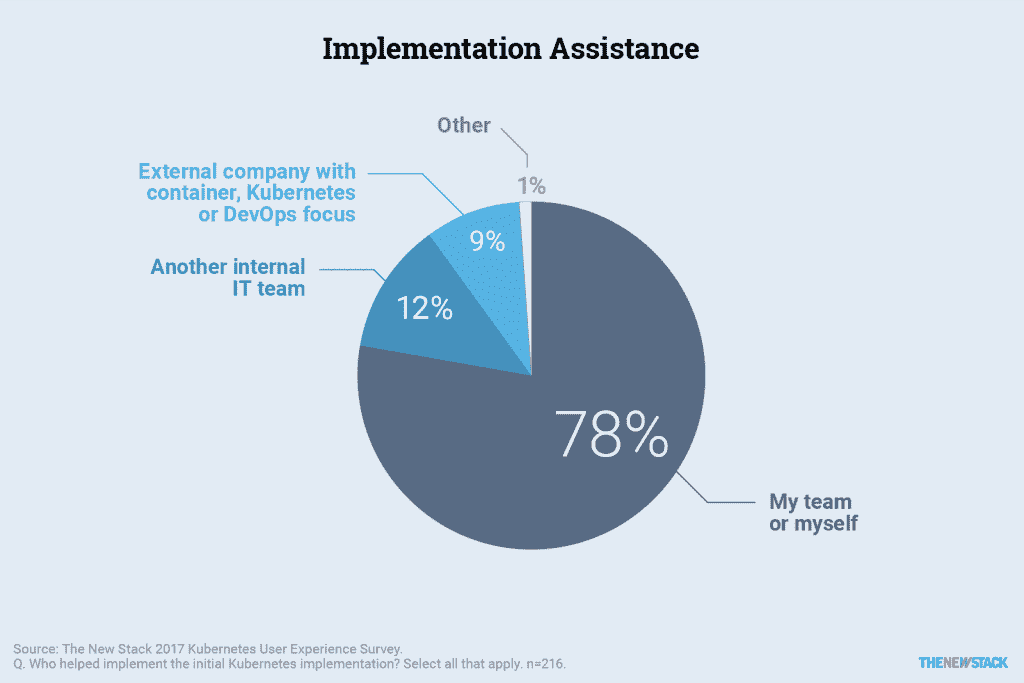 Implementation Assistance
Other
1%
External company with
container, Kubernetes
or DevOps focus
9%
Another internal
IT team
12%
78%
My team
or myself
Source: The New Stack 2017 Kubernetes User Experience Survey.
Q. Who helped implement the initial Kubernetes implementation? Select all that apply. n=216.
THENEWSTACK